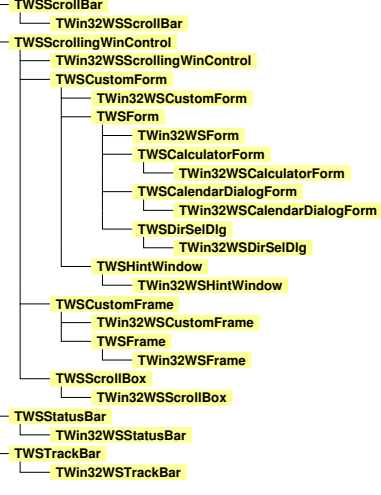 TWSScrollBar
TWin32WSScrollBar
TWSScrollingWinControl
TWin32WSScrollingWinControl
TWSCustomForm
TWin32WSCustomForm
TWSForm
TWin32WSForm
TWSCalculatorForm
TWin32WSCalculatorForm
TWSCalendarDialogForm
TWin32WSCalendarDialogForm
TWSDirSelDlg
TWin32WSDirSelDlg
TWSHintWindow
TWin32WSHintWindow
TWSCustomFrame
TWin32WSCustomFrame
TWSFrame
TWin32WSFrame
TWSScrollBox
TWin32WSScrollBox
TWSStatusBar
TWin32WSStatusBar
TWSTrackBar
TWin32WSTrackBar